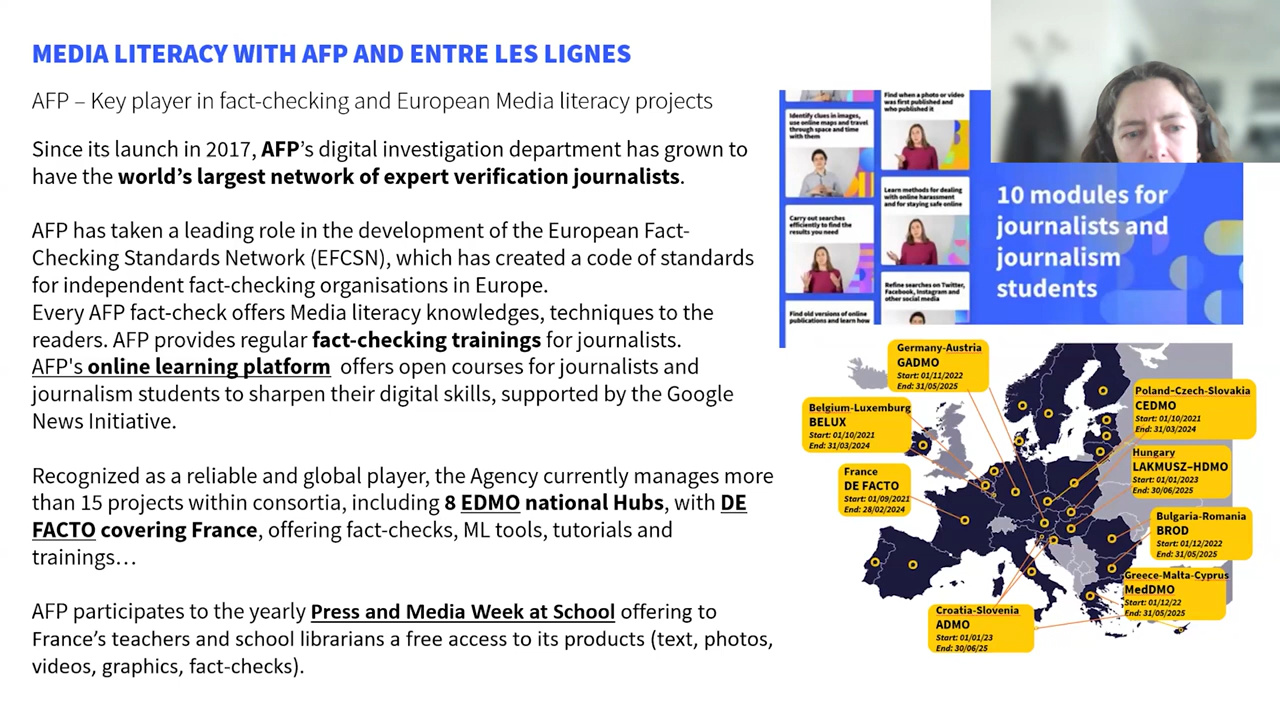 MEDIA LITERACY WITH AFP AND ENTRE LES LIGNES
AFP – Key player in fact-checking and European Media literacy projects
Since its launch in 2017, AFP's digital investigation department has grown to
have the world's largest network of expert verification journalists.
AFP has taken a leading role in the development of the European Fact-
Checking Standards Network (EFCSN), which has created a code of standards
for independent fact-checking organisations in Europe.
Every AFP fact-check offers Media literacy knowledges, techniques to the
readers. AFP provides regular fact-checking trainings for journalists.
AFP's online learning platform offers open courses for journalists and
journalism students to sharpen their digital skills, supported by the Google
News Initiative.
Recognized as a reliable and global player, the Agency currently manages more
than 15 projects within consortia, including 8 EDMO national Hubs, with DE
FACTO covering France, offering fact-checks, ML tools, tutorials and
trainings…
AFP participates to the yearly Press and Media Week at School offering to
France's teachers and school librarians a free access to its products (text, photos,
videos, graphics, fact-checks).
Identify clues in images,
use online maps and travel
through space and time
with them
Carry out searches
efficiently to find the
results you need
Find old versions of online
publications and learn how
Find when a photo or video
was first published and
who published it
Learn methods for dealing
with online harassment
and for staying safe online
Refine searches on Twitter,
Facebook, Instagram and
other social media
10 modules for
journalists and
journalism
students
Germany-Austria
GADMO
Start: 01/11/2022
End: 31/05/2025
Belgium-Luxemburg
BELUX
Start: 01/10/2021
End: 31/03/2024
France
DE FACTO
Start: 01/09/2021
End: 28/02/2024
Poland-Czech-Slovakia
CEDMO
Start: 01/10/2021
End: 31/03/2024
Hungary
LAKMUSZ-HDMO
Start: 01/01/2023
End: 30/06/2025
Bulgaria-Romania
BROD
Start: 01/12/2022
End: 31/05/2025
Greece-Malta-Cyprus
MedDMO
Start: 01/12/22
End: 31/05/2025
Croatia-Slovenia
ADMO
Start: 01/01/23
End: 30/06/25